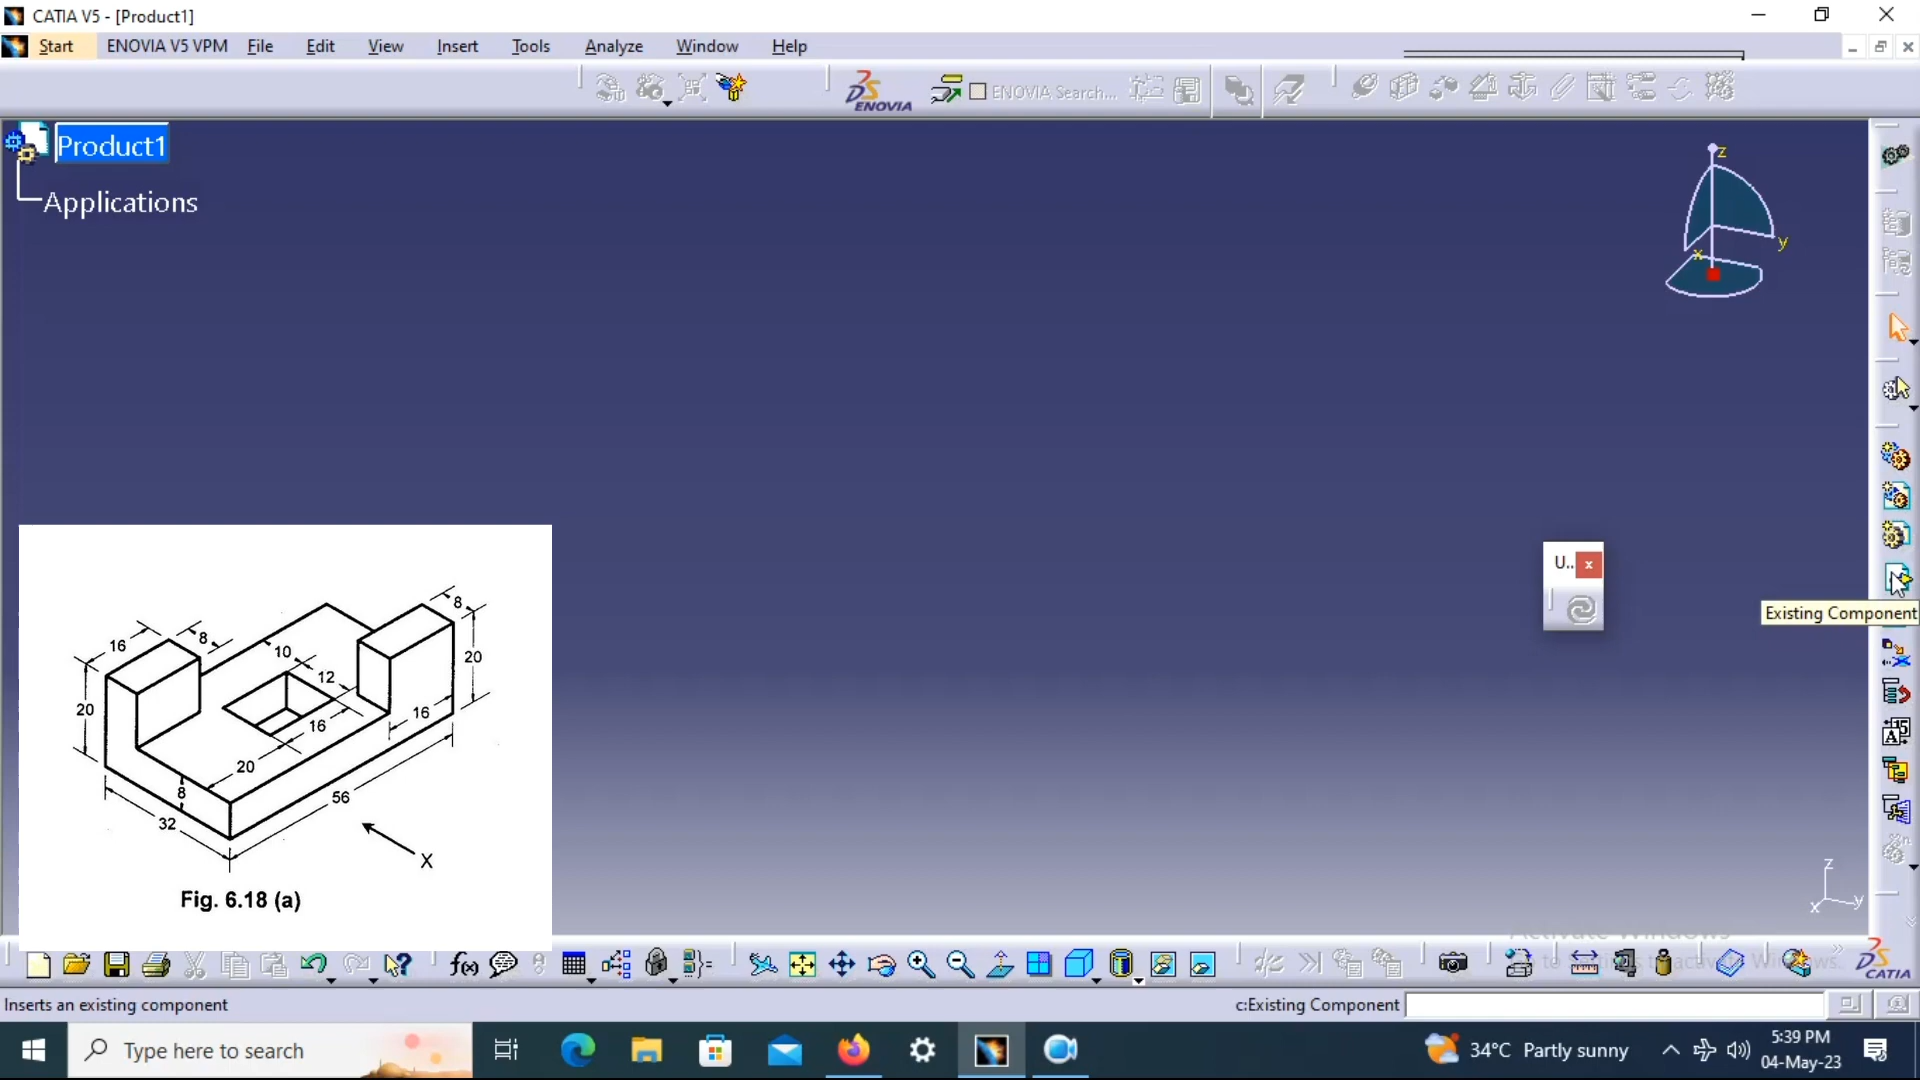 CATIA V5 - [Product1]
Start ENOVIA V5 VPM File Edit View Insert Tools Analyze Window Help
ENOVIA ENOVIA Search...
Product1
Applications
z
y
x
U.. x
Existing Component
16
8
20
10
12
16
20
8
32
56
8
20
16
X
Fig. 6.18 (a)
z
x y
Activate Windows
CATIA
Inserts an existing component
c:Existing Component
Type here to search
34°C Partly sunny
5:39 PM
04-May-23